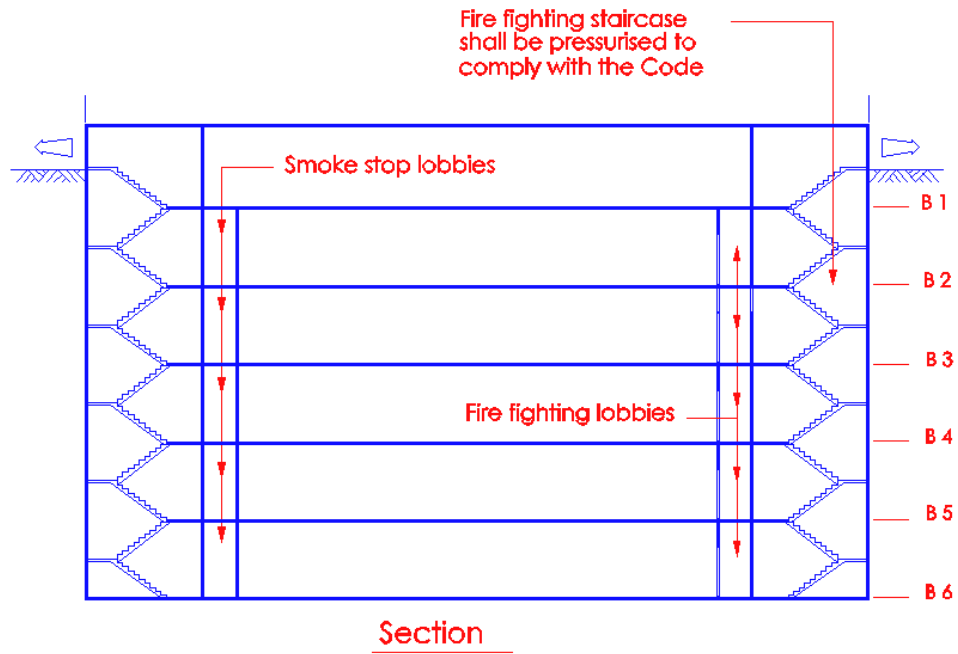 Fire fighting staircase
shall be pressurised to
comply with the Code
Smoke stop lobbies
B 1
B 2
B 3
Fire fighting lobbies
B 4
B 5
B 6
Section